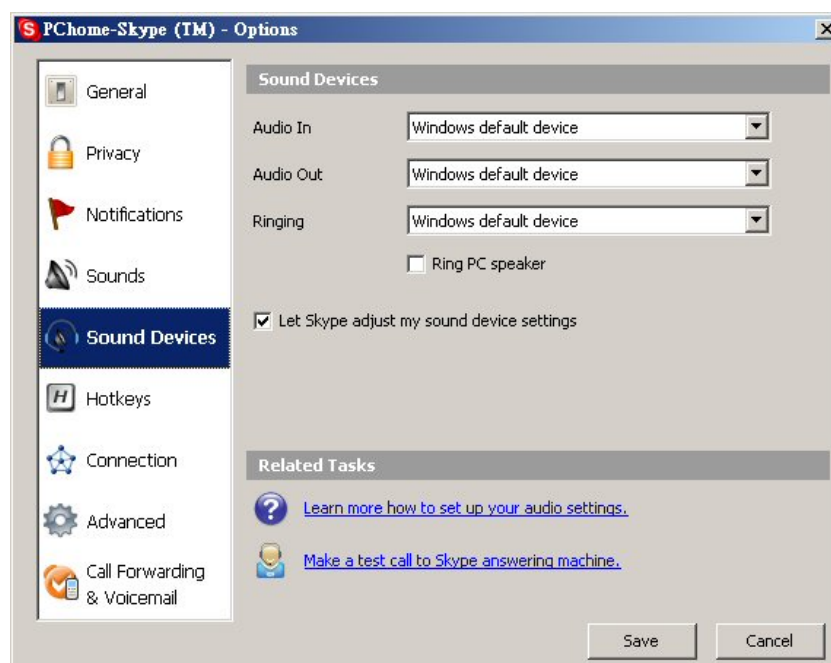 PChome-Skype (TM) - Options
General
Privacy
Notifications
Sounds
Sound Devices
Hotkeys
Connection
Advanced
Call Forwarding
& Voicemail
Sound Devices
Audio In
Windows default device
Audio Out
Windows default device
Ringing
Windows default device
Ring PC speaker
Let Skype adjust my sound device settings
Related Tasks
Learn more how to set up your audio settings.
Make a test call to Skype answering machine.
Save
Cancel